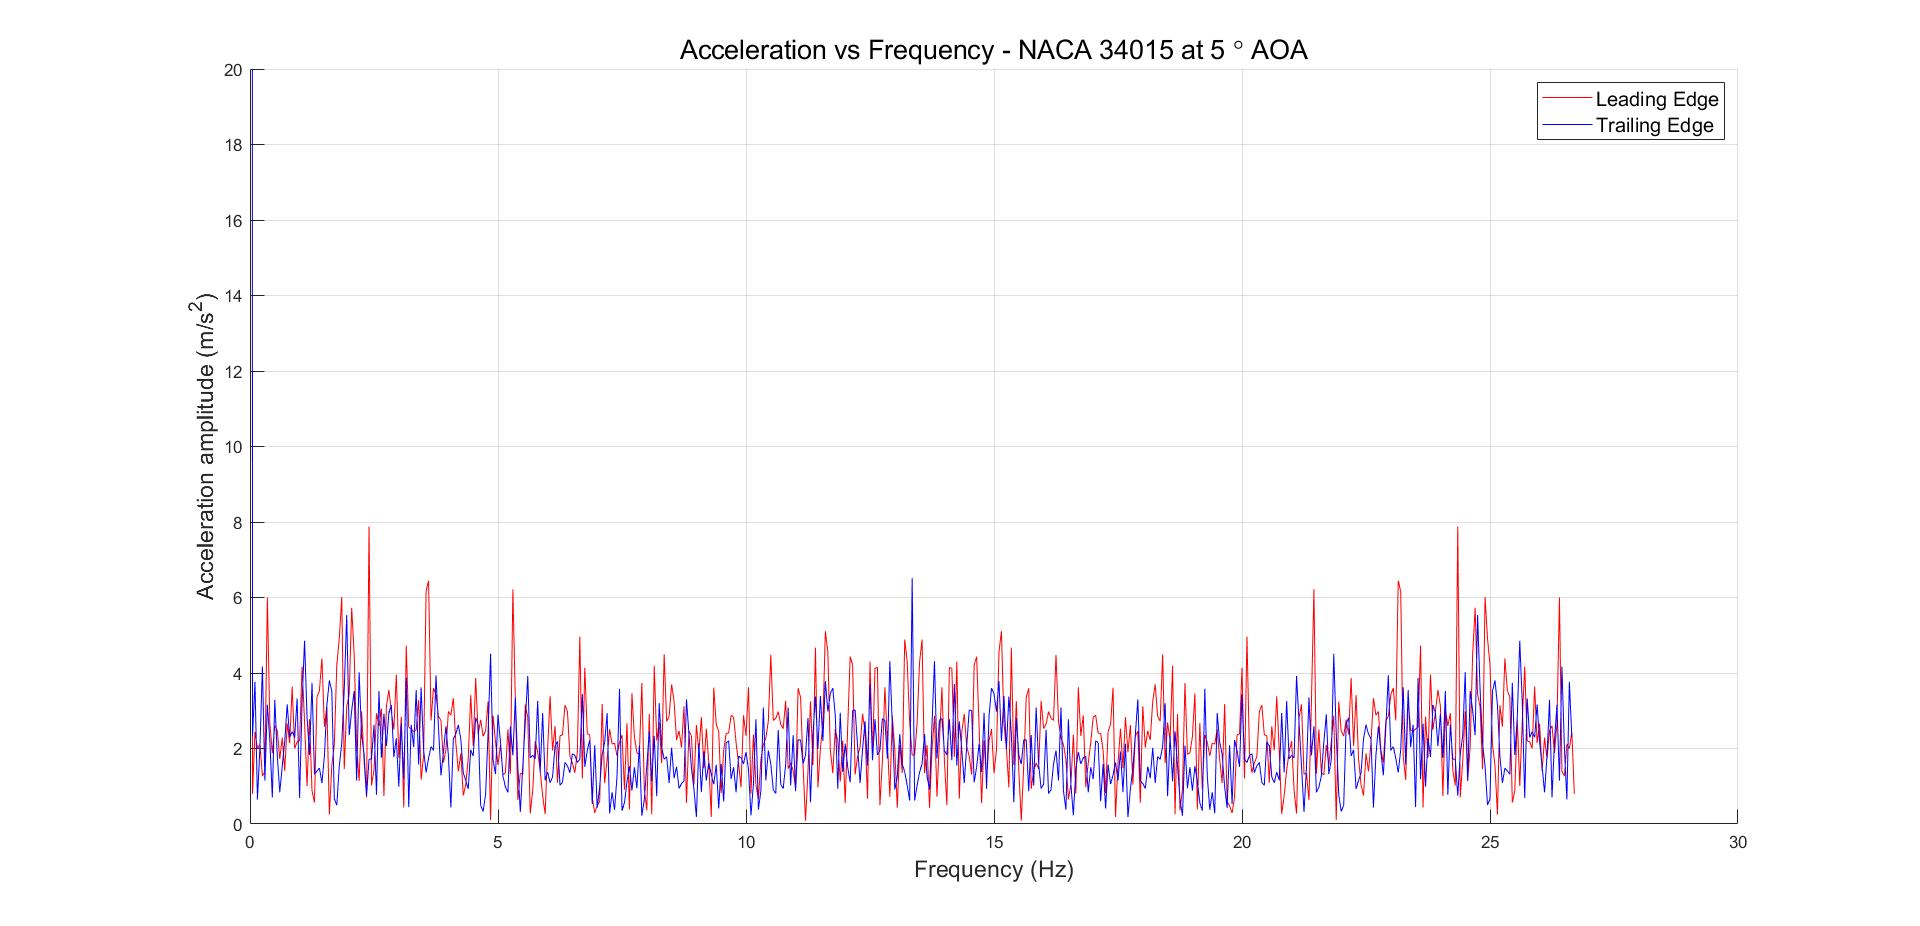 Acceleration vs Frequency - NACA 34015 at 5 ° AOA
Leading Edge
Trailing Edge
Acceleration amplitude (m/s²)
20
18
16
14
12
10
8
6
4
2
0
0 5 10 15 20 25 30
Frequency (Hz)